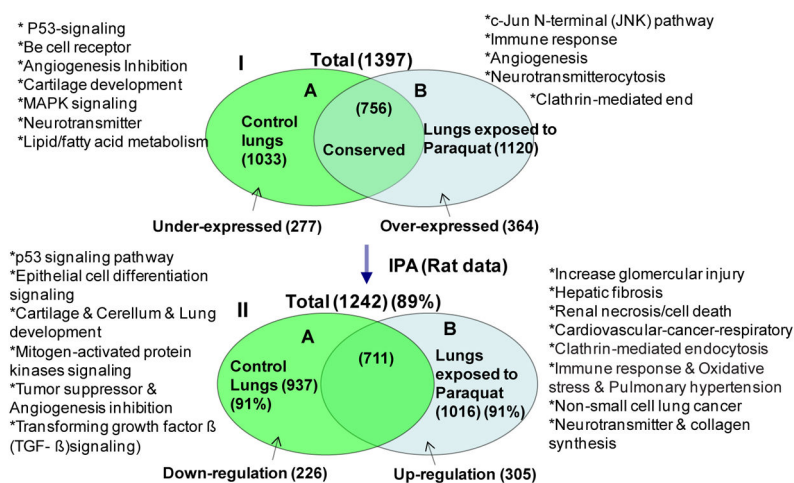 * P53-signaling
*Be cell receptor
*Angiogenesis Inhibition
*Cartilage development
*MAPK signaling
*Neurotransmitter
*Lipid/fatty acid metabolism
*c-Jun N-terminal (JNK) pathway
*Immune response
*Angiogenesis
*Neurotransmitterocytosis
*Clathrin-mediated end
I
Total (1397)
A
B
Control
lungs
(1033)
(756)
Conserved
Lungs exposed to
Paraquat (1120)
Under-expressed (277)
Over-expressed (364)
IPA (Rat data)
*p53 signaling pathway
*Epithelial cell differentiation
signaling
*Cartilage & Cerellum & Lung
development
*Mitogen-activated protein
kinases signaling
*Tumor suppressor &
Angiogenesis inhibition
*Transforming growth factor ß
(TGF- ß)signaling)
II
Total (1242) (89%)
A
B
Control
Lungs (937)
(91%)
(711)
Lungs
exposed to
Paraquat
(1016) (91%)
Down-regulation (226)
Up-regulation (305)
*Increase glomercular injury
*Hepatic fibrosis
*Renal necrosis/cell death
*Cardiovascular-cancer-respiratory
*Clathrin-mediated endocytosis
*Immune response & Oxidative
stress & Pulmonary hypertension
*Non-small cell lung cancer
*Neurotransmitter & collagen
synthesis